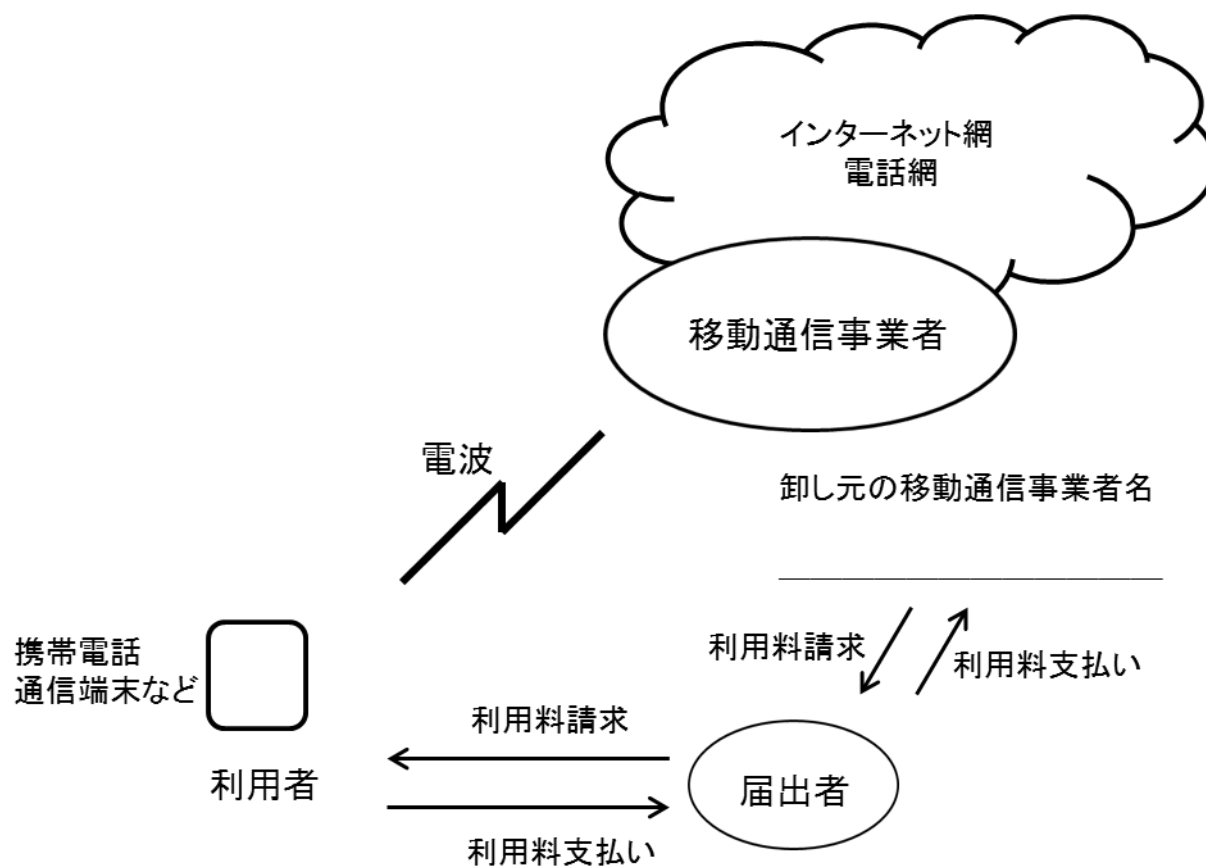 インターネット網
電話網
移動通信事業者
電波
卸し元の移動通信事業者名
携帯電話
通信端末など
利用料請求
利用料支払い
利用料請求
利用者
届出者
利用料支払い